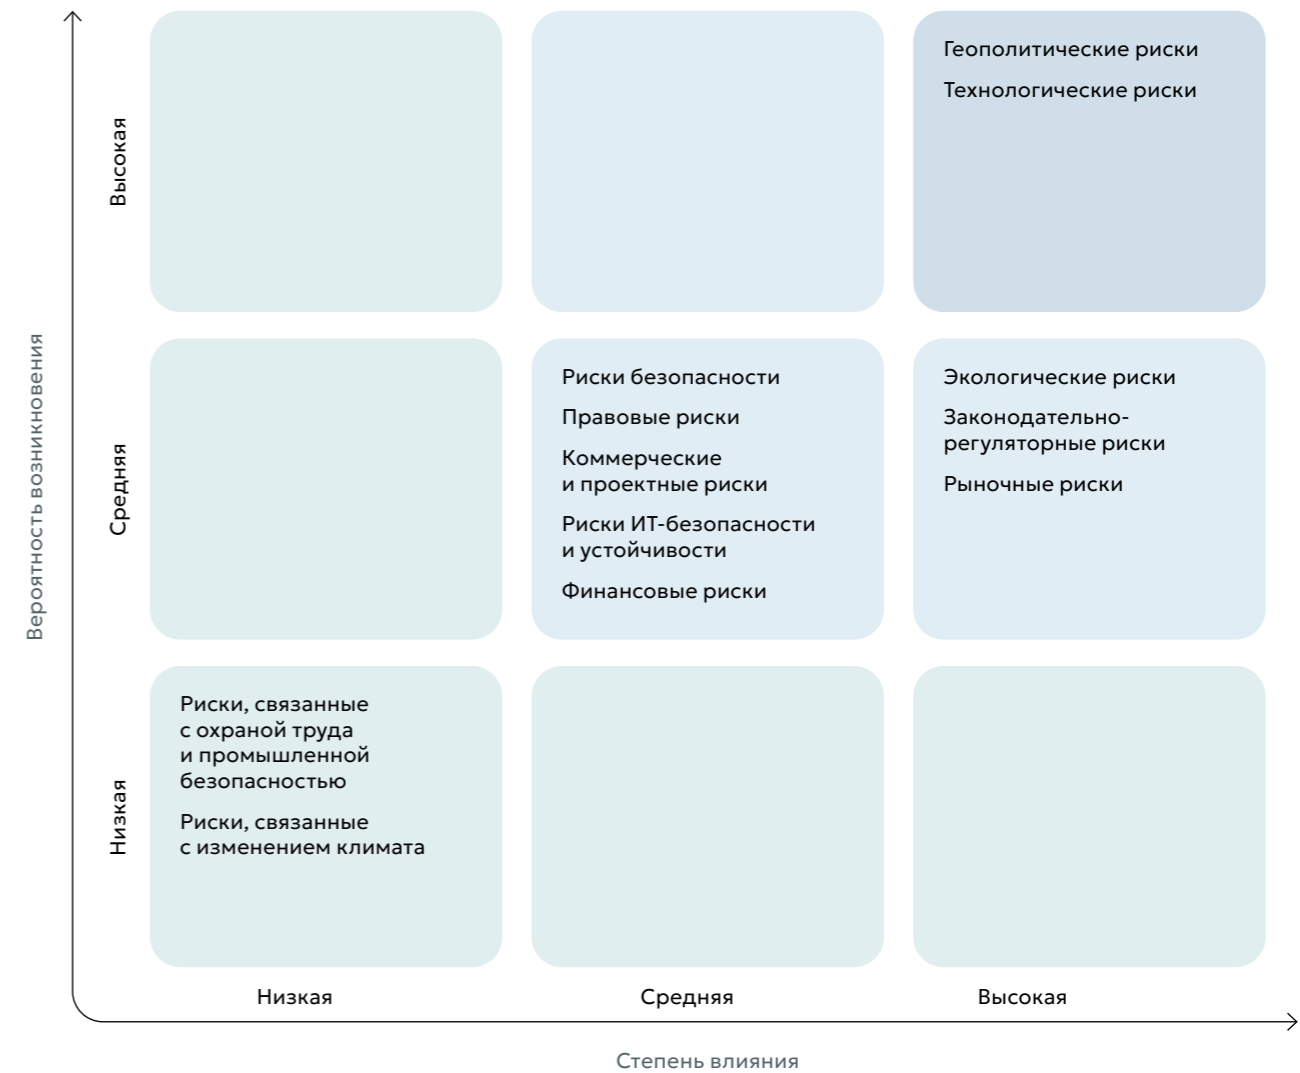 Вероятность возникновения
Высокая
Геополитические риски
Технологические риски
Средняя
Риски безопасности
Правовые риски
Коммерческие
и проектные риски
Риски ИТ-безопасности
и устойчивости
Финансовые риски
Экологические риски
Законодательно-
регуляторные риски
Рыночные риски
Низкая
Риски, связанные
с охраной труда
и промышленной
безопасностью
Риски, связанные
с изменением климата
Низкая
Средняя
Высокая
Степень влияния